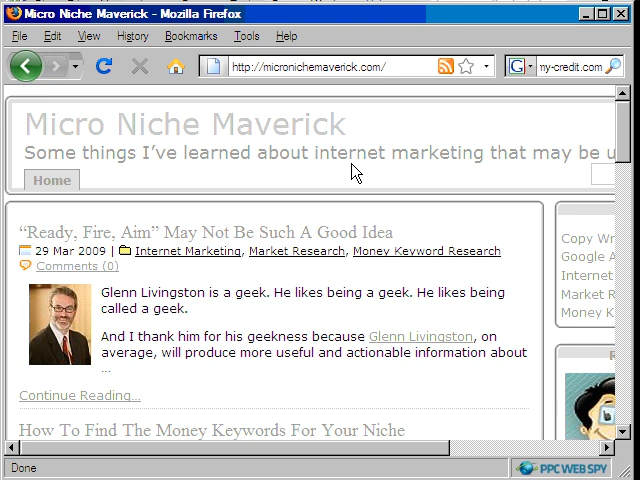 Micro Niche Maverick - Mozilla Firefox
File Edit View History Bookmarks Tools Help
http://micronichemaverick.com/
G my-credit.com
Micro Niche Maverick
Some things I've learned about internet marketing that may be u
Home
“Ready, Fire, Aim” May Not Be Such A Good Idea
29 Mar 2009 | Internet Marketing, Market Research, Money Keyword Research
Comments (0)
Glenn Livingston is a geek. He likes being a geek. He likes being
called a geek.
And I thank him for his geekness because Glenn Livingston, on
average, will produce more useful and actionable information about
...
Continue Reading...
How To Find The Money Keywords For Your Niche
Copy Wr
Google A
Internet
Market R
Money K
Done
PPC WEB SPY